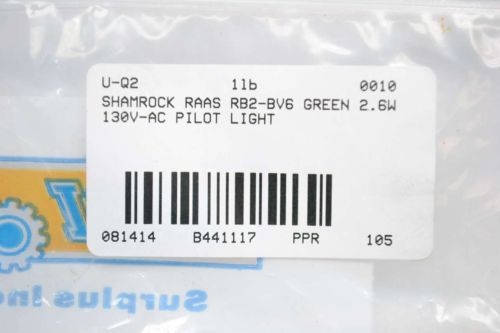 U-Q2 1lb 0010
SHAMROCK RAAS RB2-BV6 GREEN 2.6W
130V-AC PILOT LIGHT
081414 B441117 PPR 105
Surplus Inc